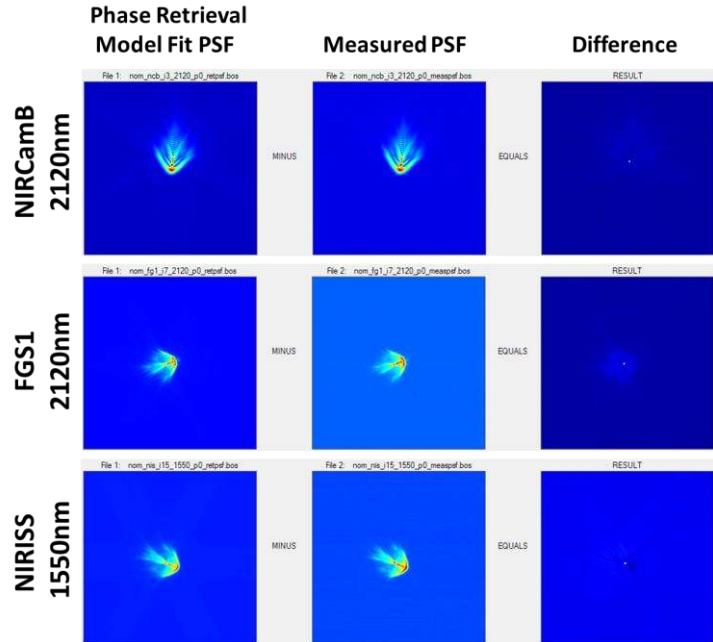 Phase Retrieval
Model Fit PSF
Measured PSF
Difference
NIRCamB
2120nm
File 1: nom_ncb_i3_2120_p0_retpsf.bos
MINUS
File 2: nom_ncb_i3_2120_p0_measpsf.bos
EQUALS
RESULT
FGS1
2120nm
File 1: nom_fg1_i7_2120_p0_retpsf.bos
MINUS
File 2: nom_fg1_i7_2120_p0_measpsf.bos
EQUALS
RESULT
NIRISS
1550nm
File 1: nom_nis_i15_1550_p0_retpsf.bos
MINUS
File 2: nom_nis_i15_1550_p0_measpsf.bos
EQUALS
RESULT